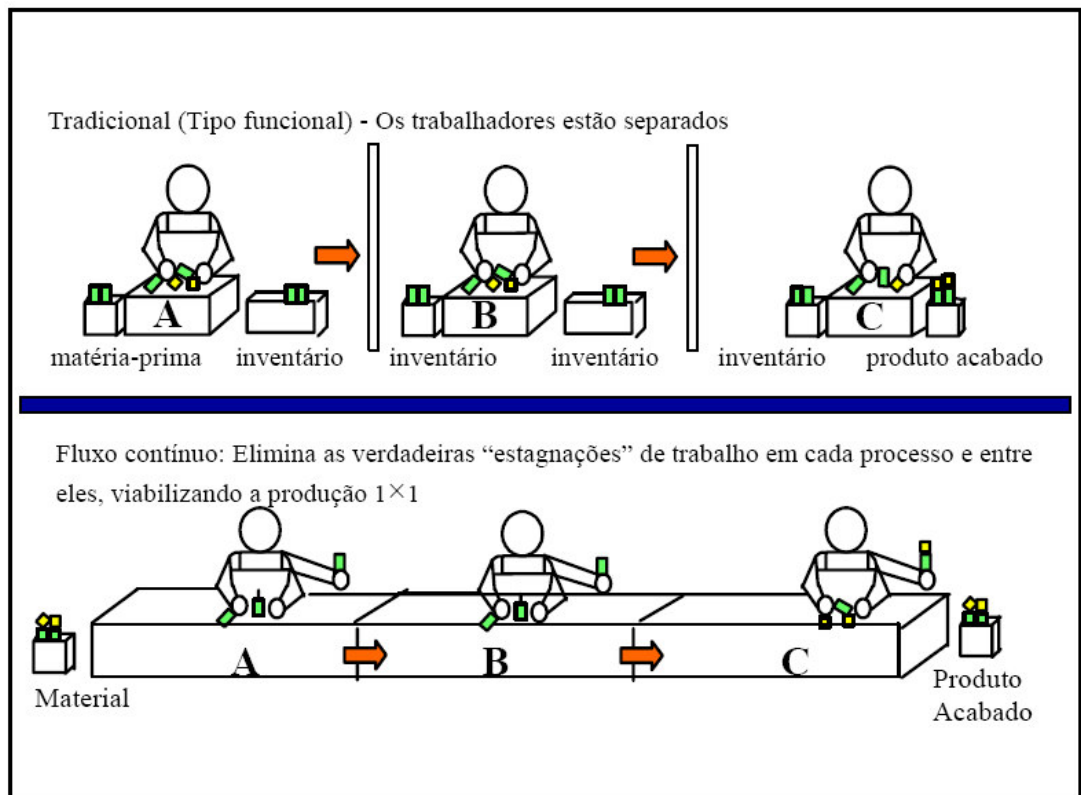 Tradicional (Tipo funcional) - Os trabalhadores estão separados
A
B
C
matéria-prima inventário inventário inventário inventário produto acabado
Fluxo contínuo: Elimina as verdadeiras “estagnações” de trabalho em cada processo e entre
eles, viabilizando a produção 1×1
A
B
C
Material
Produto
Acabado